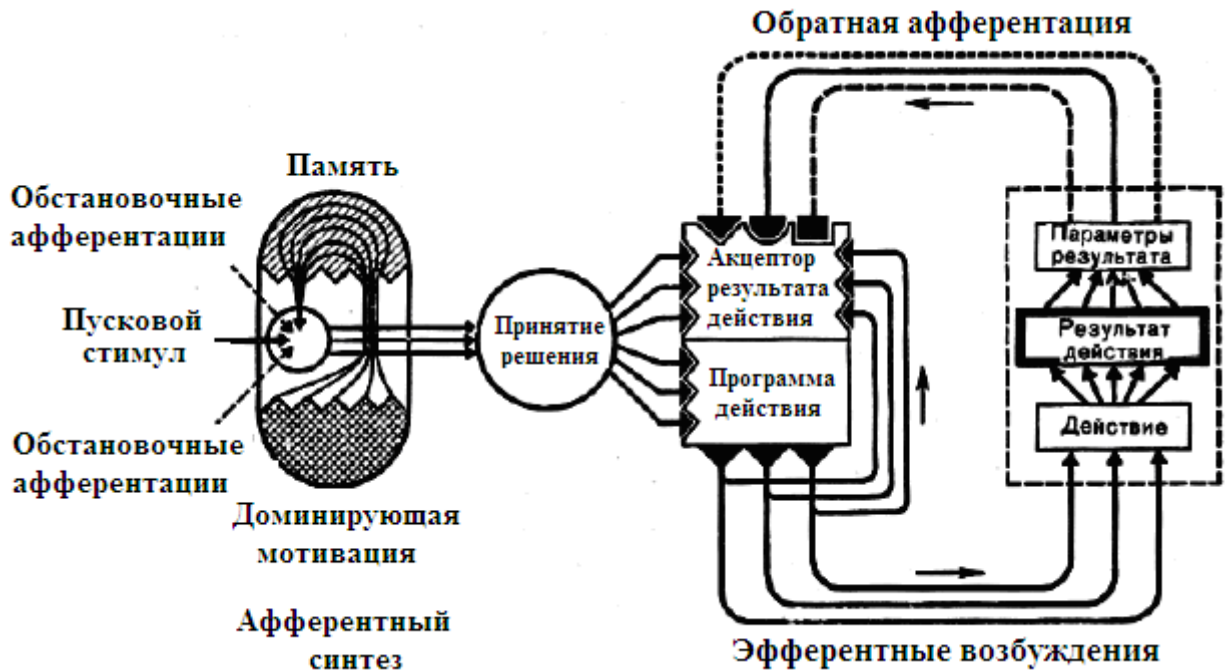 Обратная афферентация
Память
Обстановочные
афферентации
Пусковой
стимул
Обстановочные
афферентации
Доминирующая
мотивация
Афферентный
синтез
Принятие
решения
Акцептор
результата
действия
Программа
действия
Параметры
результата
Результат
действия
Действие
Эфферентные возбуждения